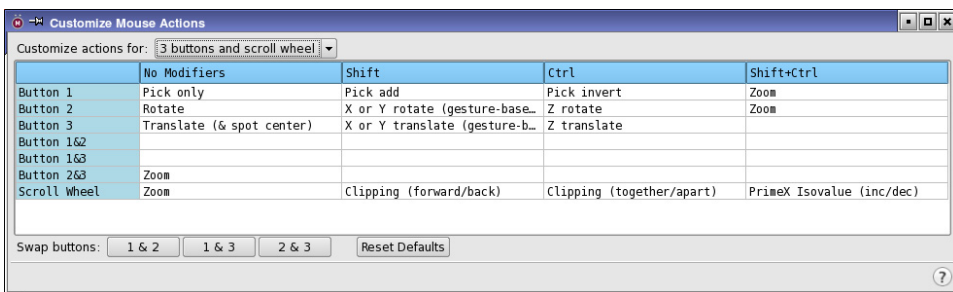 Customize Mouse Actions
Customize actions for: 3 buttons and scroll wheel
No Modifiers Shift Ctrl Shift+Ctrl
Button 1 Pick only Pick add Pick invert Zoom
Button 2 Rotate X or Y rotate (gesture-base… Z rotate Zoom
Button 3 Translate (& spot center) X or Y translate (gesture-b… Z translate
Button 1&2
Button 1&3
Button 2&3 Zoom
Scroll Wheel Zoom Clipping (forward/back) Clipping (together/apart) PrimeX Isovalue (inc/dec)
Swap buttons: 1 & 2 1 & 3 2 & 3 Reset Defaults
?